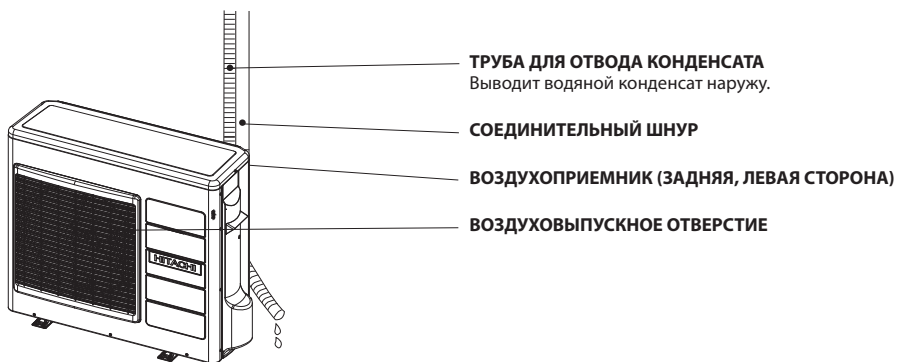 ТРУБА ДЛЯ ОТВОДА КОНДЕНСАТА
Выводит водяной конденсат наружу.
СОЕДИНИТЕЛЬНЫЙ ШНУР
ВОЗДУХОПРИЕМНИК (ЗАДНЯЯ, ЛЕВАЯ СТОРОНА)
ВОЗДУХОВЫПУСКНОЕ ОТВЕРСТИЕ
HITACHI